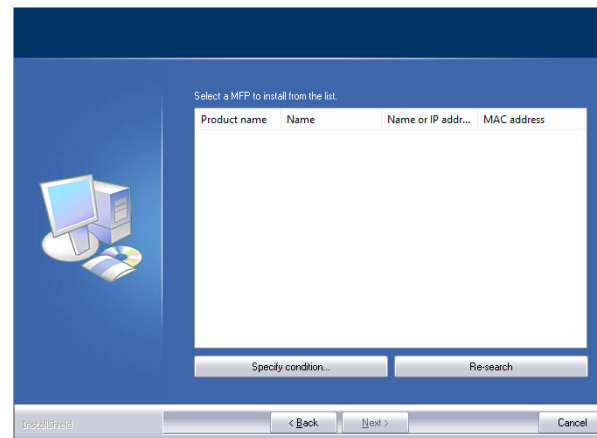 Select a MFP to install from the list.
Product name Name Name or IP addr... MAC address
Specify condition... Re-search
InstallShield
< Back Next > Cancel